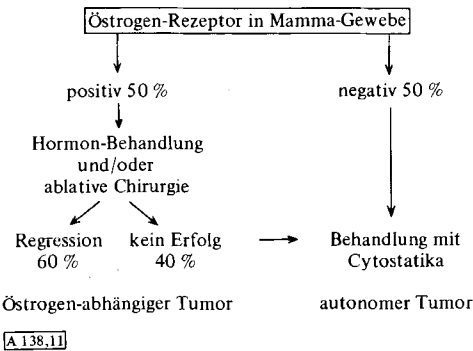 Östrogen-Rezeptor in Mamma-Gewebe
positiv 50 %
negativ 50 %
Hormon-Behandlung
und/oder
ablative Chirurgie
Regression
60 %
kein Erfolg
40 %
Behandlung mit
Cytostatika
Östrogen-abhängiger Tumor
autonomer Tumor
A 138,11